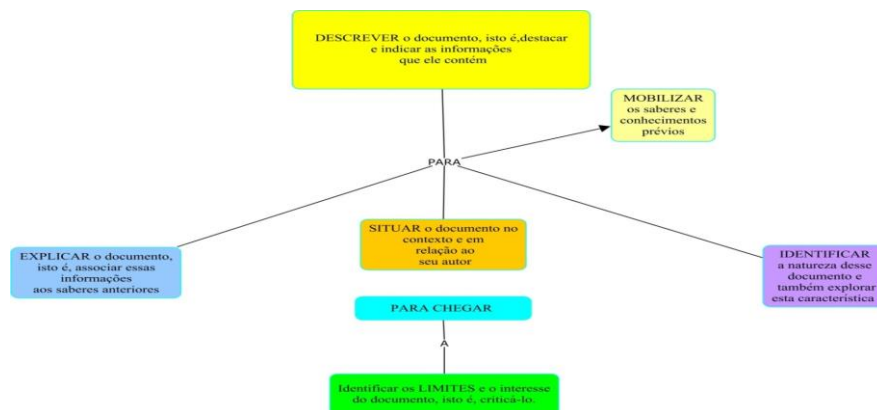 DESCREVER o documento, isto é,destacar
e indicar as informações
que ele contém
MOBILIZAR
os saberes e
conhecimentos
prévios
PARA
EXPLICAR o documento,
isto é, associar essas
informações
aos saberes anteriores
SITUAR o documento no
contexto e em
relação ao
seu autor
IDENTIFICAR
a natureza desse
documento e
também explorar
esta característica
PARA CHEGAR
A
Identificar os LIMITES e o interesse
do documento, isto é, criticá-lo.